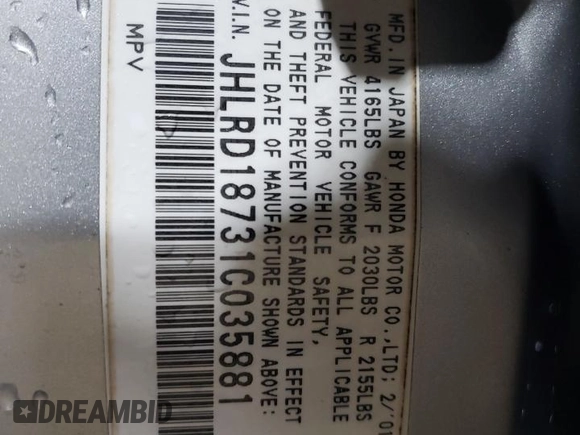 MFD. IN JAPAN BY HONDA MOTOR CO.,LTD; 2/01
GVWR 4165LBS GAWR F 2030LBS R 2155LBS
THIS VEHICLE CONFORMS TO ALL APPLICABLE
FEDERAL MOTOR VEHICLE SAFETY,
AND THEFT PREVENTION STANDARDS IN EFFECT
ON THE DATE OF MANUFACTURE SHOWN ABOVE:
V.I.N. JHLRD18731C035881
MPV
DREAMBID